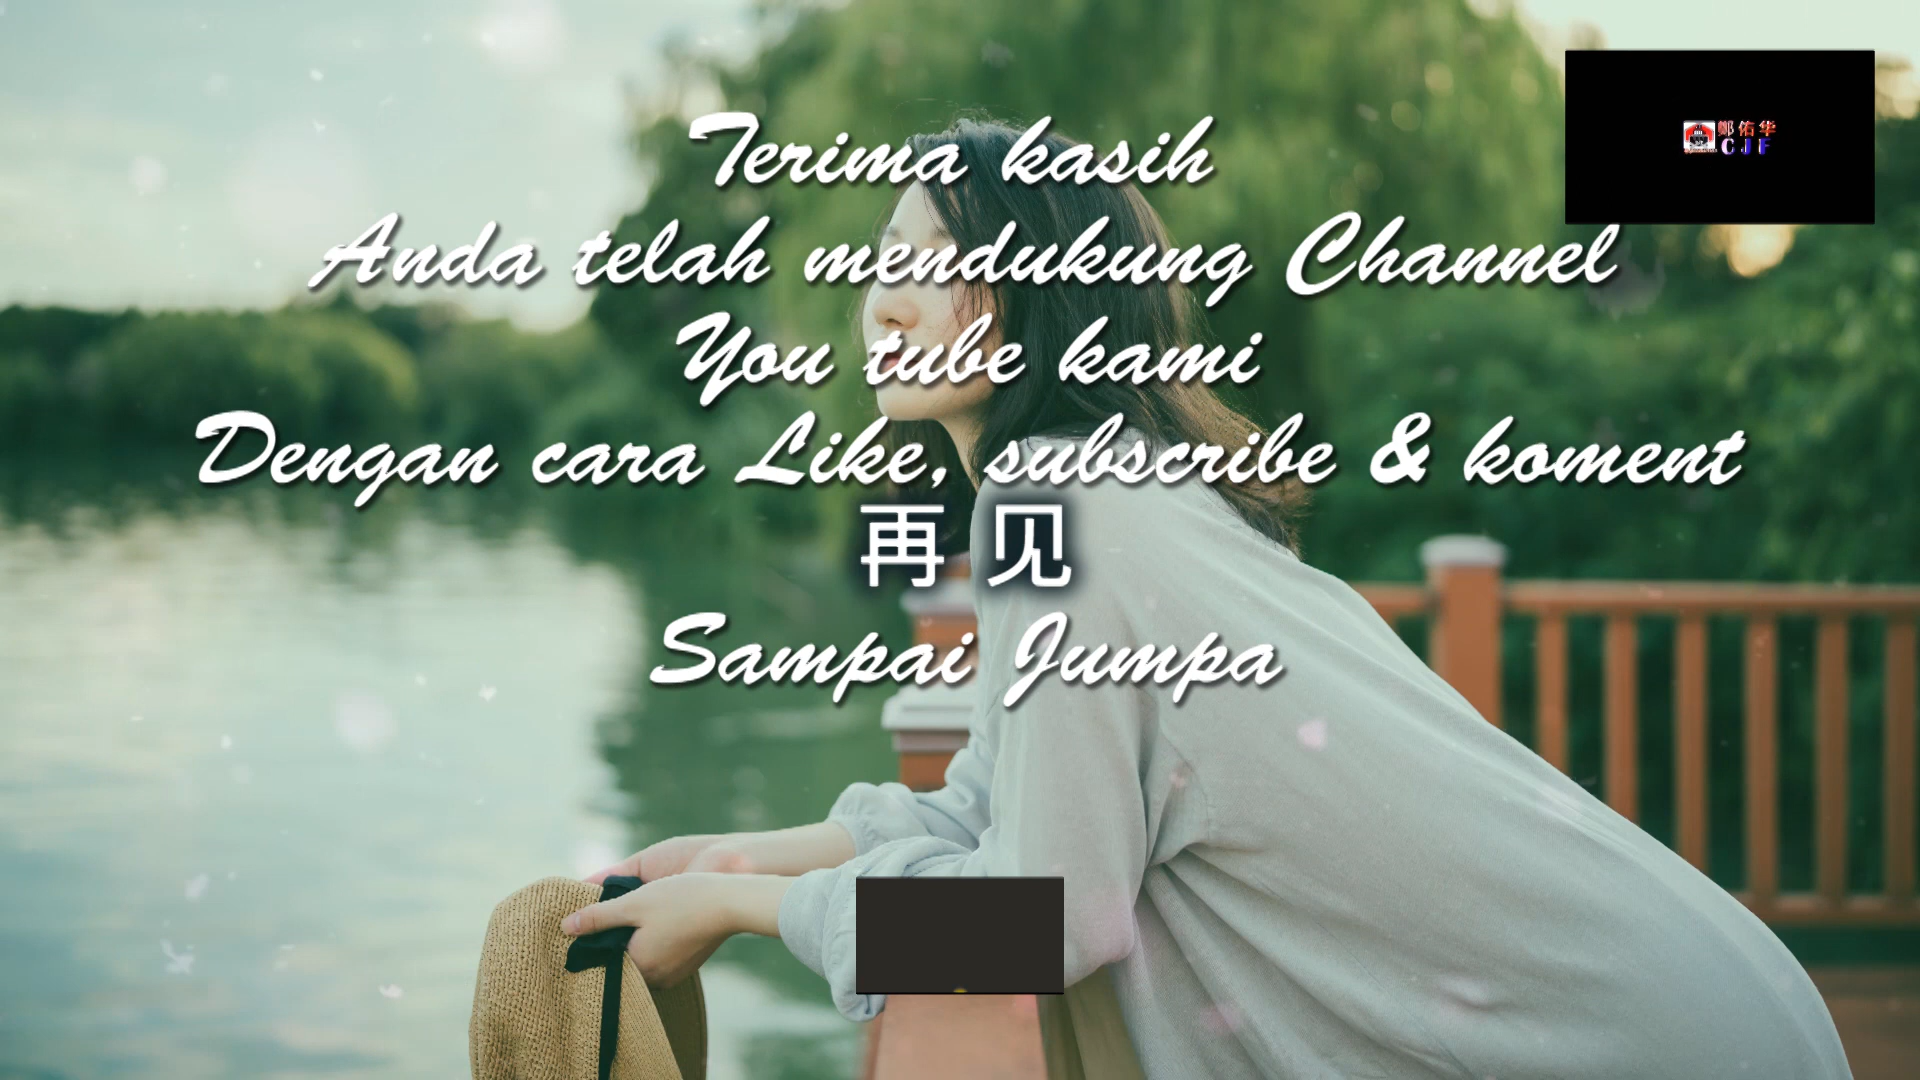 Terima kasih
Anda telah mendukung Channel
You tube kami
Dengan cara Like, subscribe & koment
再见
Sampai Jumpa
鄭佑华
CJF